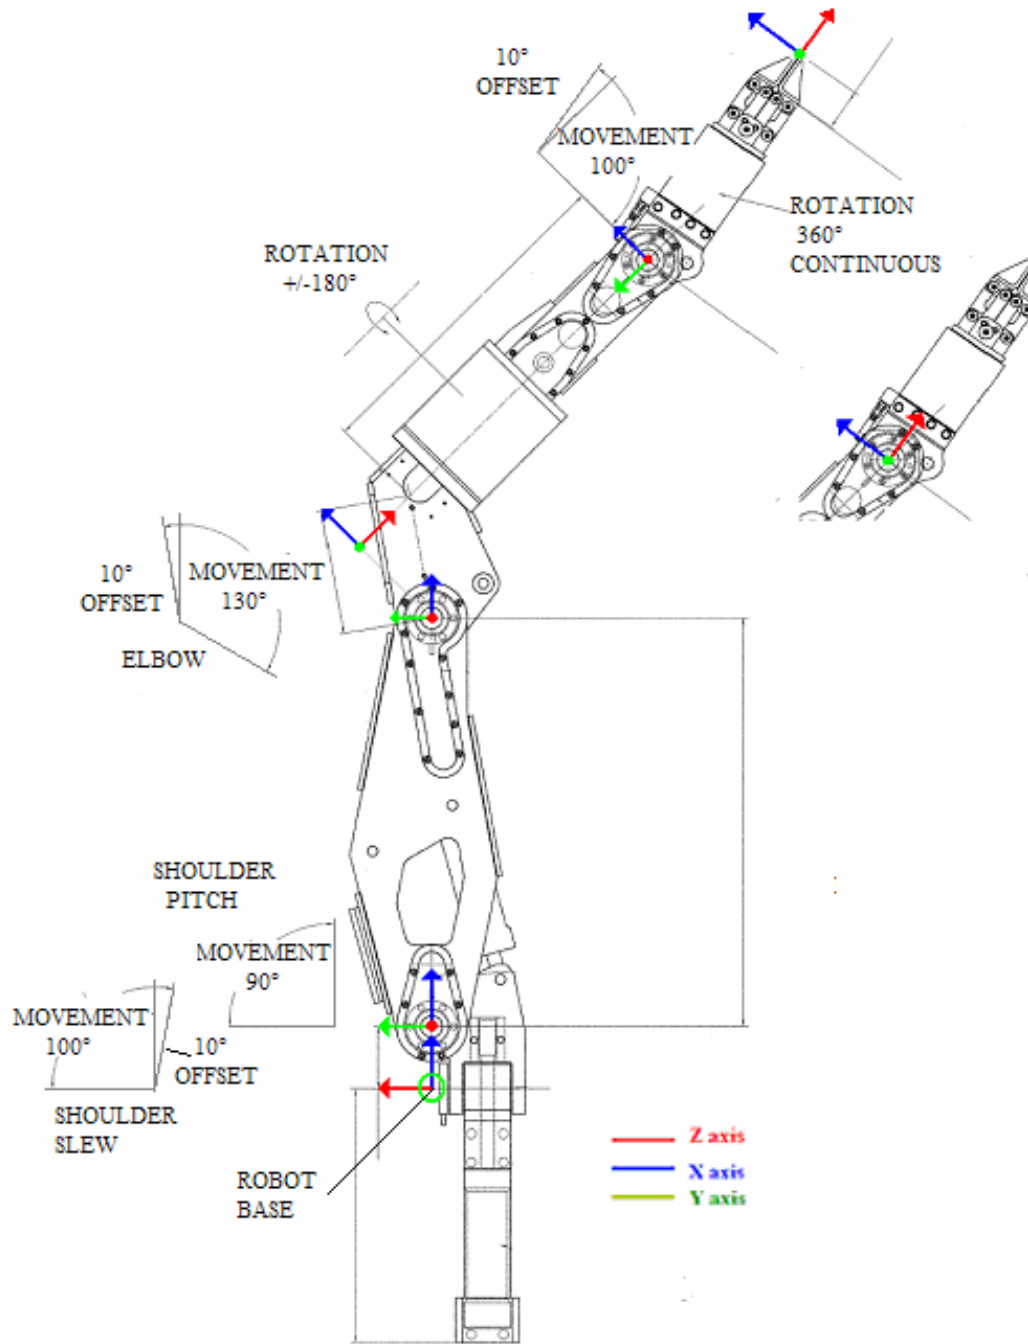 10°
OFFSET
MOVEMENT
100°
ROTATION
360°
CONTINUOUS
ROTATION
+/-180°
10°
OFFSET
MOVEMENT
130°
ELBOW
SHOULDER
PITCH
MOVEMENT
90°
MOVEMENT
100°
10°
OFFSET
SHOULDER
SLEW
ROBOT
BASE
Z axis
X axis
Y axis